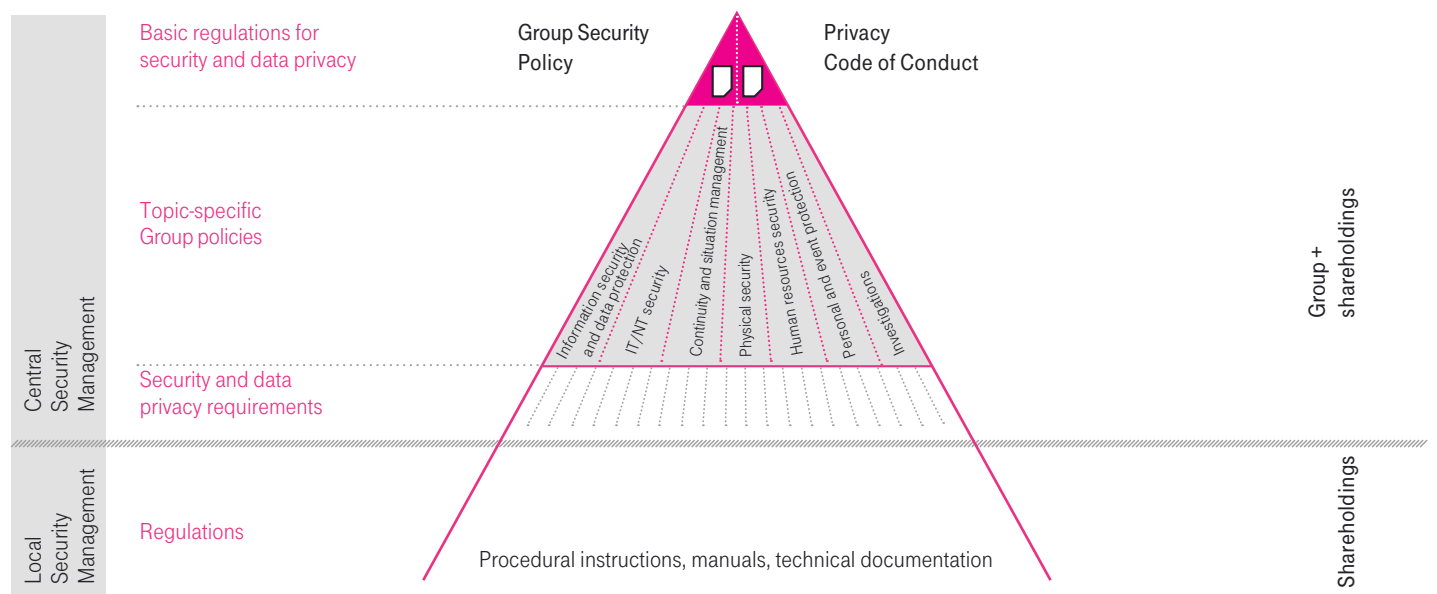 Basic regulations for
security and data privacy
Group Security
Policy
Privacy
Code of Conduct
Topic-specific
Group policies
Information security
and data protection
IT/NT security
Continuity and situation management
Physical security
Human resources security
Personal and event protection
Investigations
Group +
shareholdings
Central
Security
Management
Security and data
privacy requirements
Local
Security
Management
Regulations
Procedural instructions, manuals, technical documentation
Shareholdings